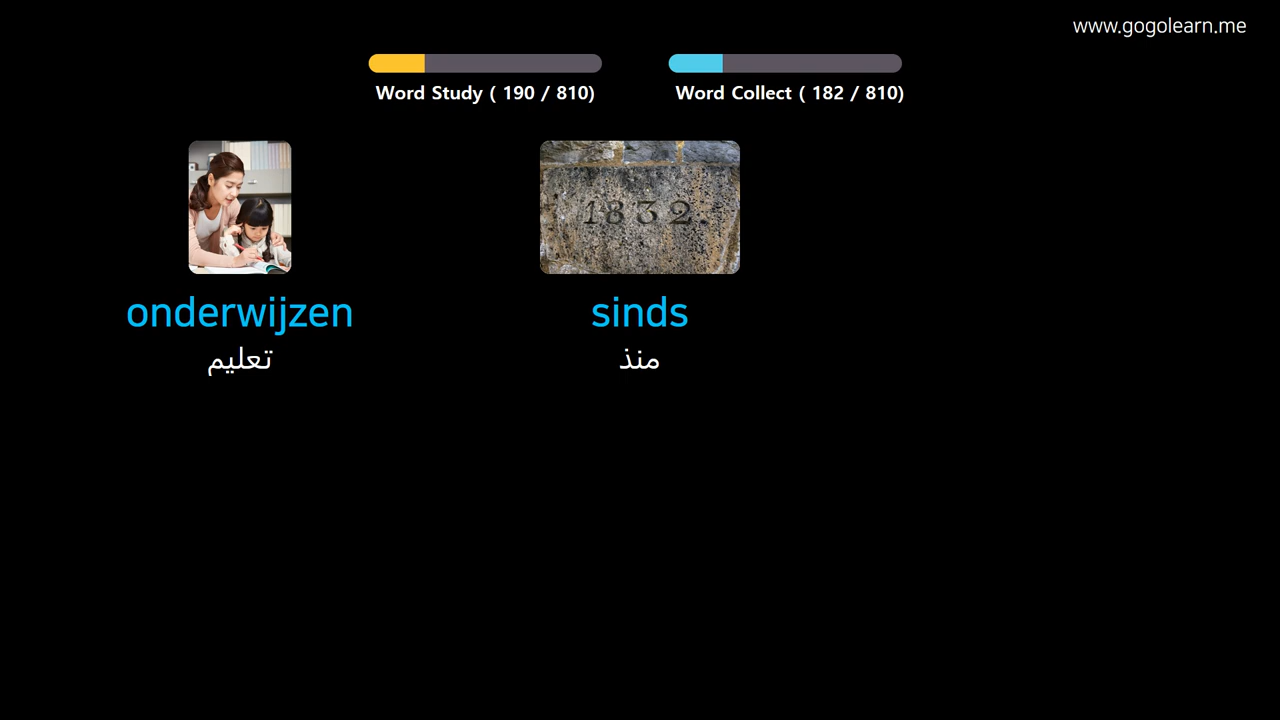 www.gogolearn.me
Word Study ( 190 / 810)
Word Collect ( 182 / 810)
1832.
onderwijzen
sinds
تعليم
منذ